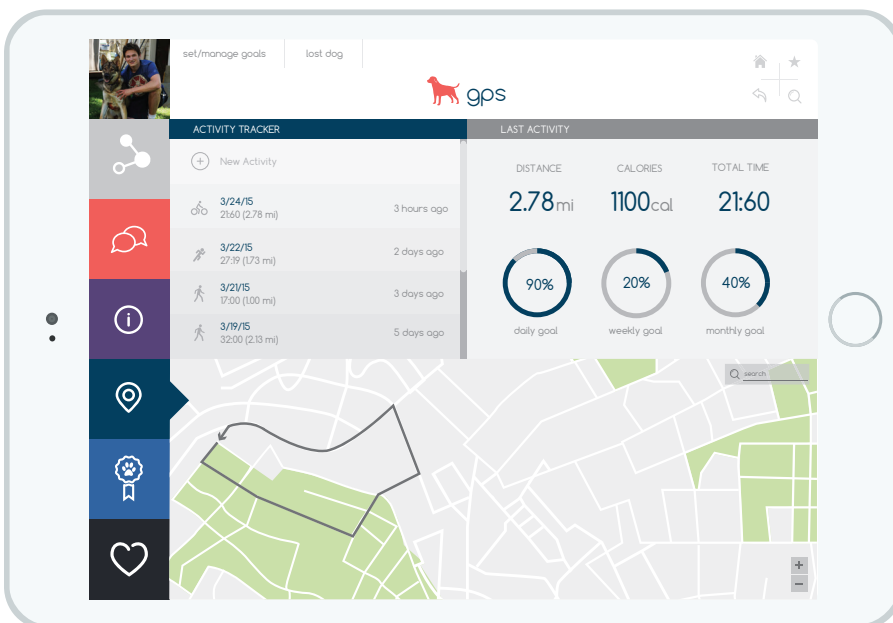 set/manage goals
lost dog
gps
ACTIVITY TRACKER
LAST ACTIVITY
New Activity
3/24/15
21:60 (2.78 mi)
3 hours ago
3/22/15
27:19 (1.73 mi)
2 days ago
3/21/15
17:00 (1.00 mi)
3 days ago
3/19/15
32:00 (2.13 mi)
5 days ago
DISTANCE
CALORIES
TOTAL TIME
2.78mi
1100cal
21:60
90%
20%
40%
daily goal
weekly goal
monthly goal
search